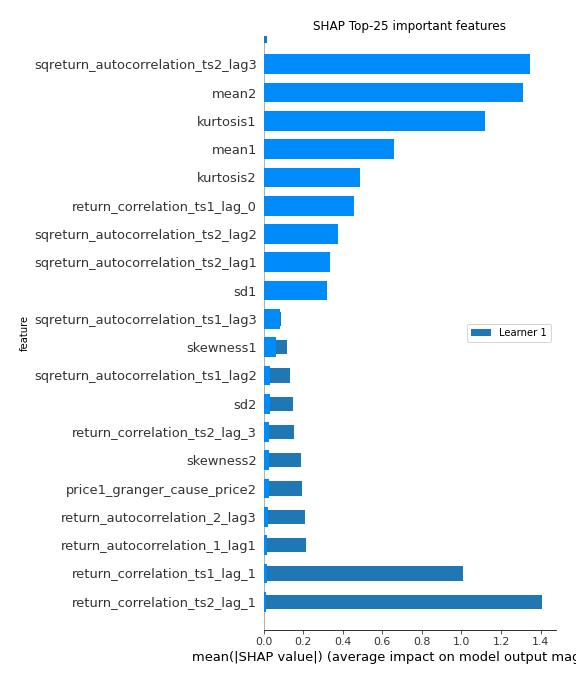 SHAP Top-25 important features
sqreturn_autocorrelation_ts2_lag3
mean2
kurtosis1
mean1
kurtosis2
return_correlation_ts1_lag_0
sqreturn_autocorrelation_ts2_lag2
sqreturn_autocorrelation_ts2_lag1
sd1
sqreturn_autocorrelation_ts1_lag3
skewness1
sqreturn_autocorrelation_ts1_lag2
sd2
return_correlation_ts2_lag_3
skewness2
price1_granger_cause_price2
return_autocorrelation_2_lag3
return_autocorrelation_1_lag1
return_correlation_ts1_lag_1
return_correlation_ts2_lag_1
feature
Learner 1
0.0 0.2 0.4 0.6 0.8 1.0 1.2 1.4
mean(|SHAP value|) (average impact on model output mag